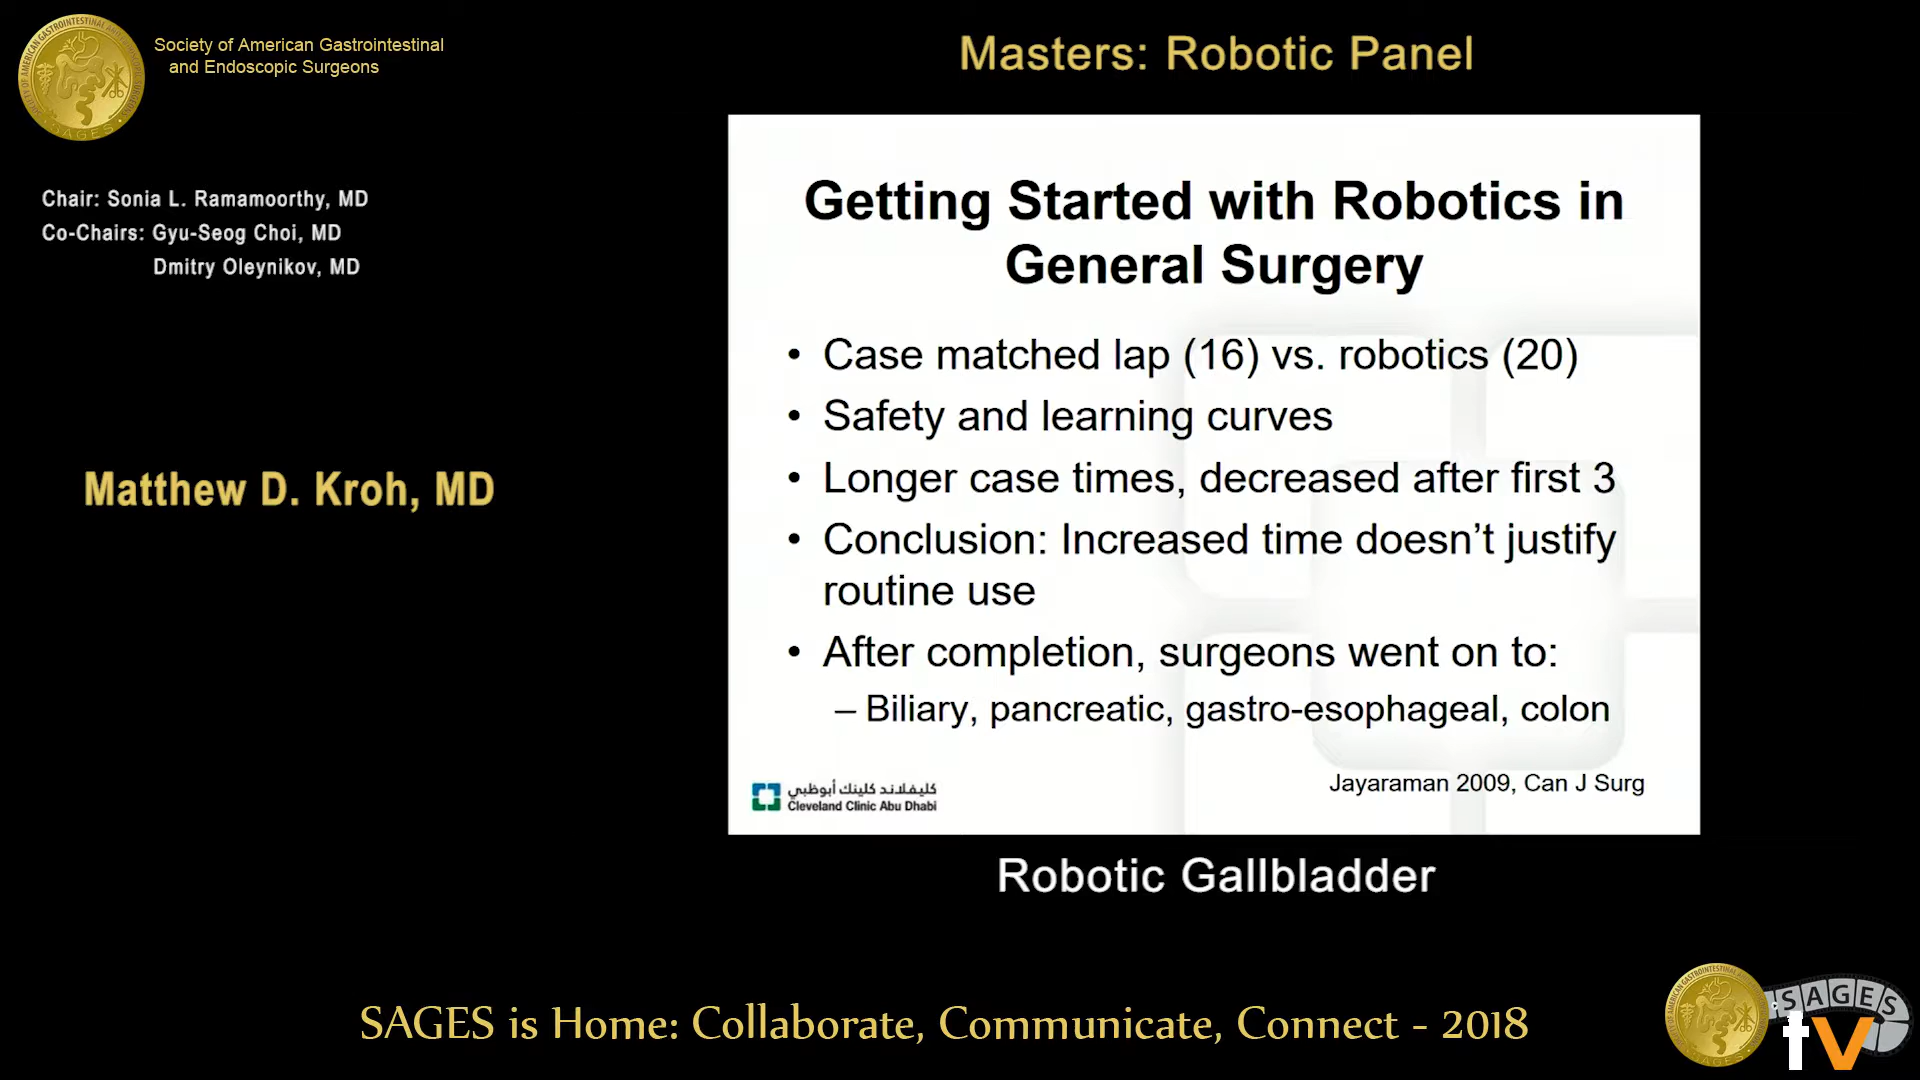 Society of American Gastrointestinal
and Endoscopic Surgeons
Masters: Robotic Panel
Chair: Sonia L. Ramamoorthy, MD
Co-Chairs: Gyu-Seog Choi, MD
Dmitry Oleynikov, MD
Matthew D. Kroh, MD
Getting Started with Robotics in
General Surgery
• Case matched lap (16) vs. robotics (20)
• Safety and learning curves
• Longer case times, decreased after first 3
• Conclusion: Increased time doesn't justify
routine use
• After completion, surgeons went on to:
– Biliary, pancreatic, gastro-esophageal, colon
Jayaraman 2009, Can J Surg
كليفلاند كلينك أبوظبي
Cleveland Clinic Abu Dhabi
Robotic Gallbladder
SAGES is Home: Collaborate, Communicate, Connect - 2018
SAGES
tv